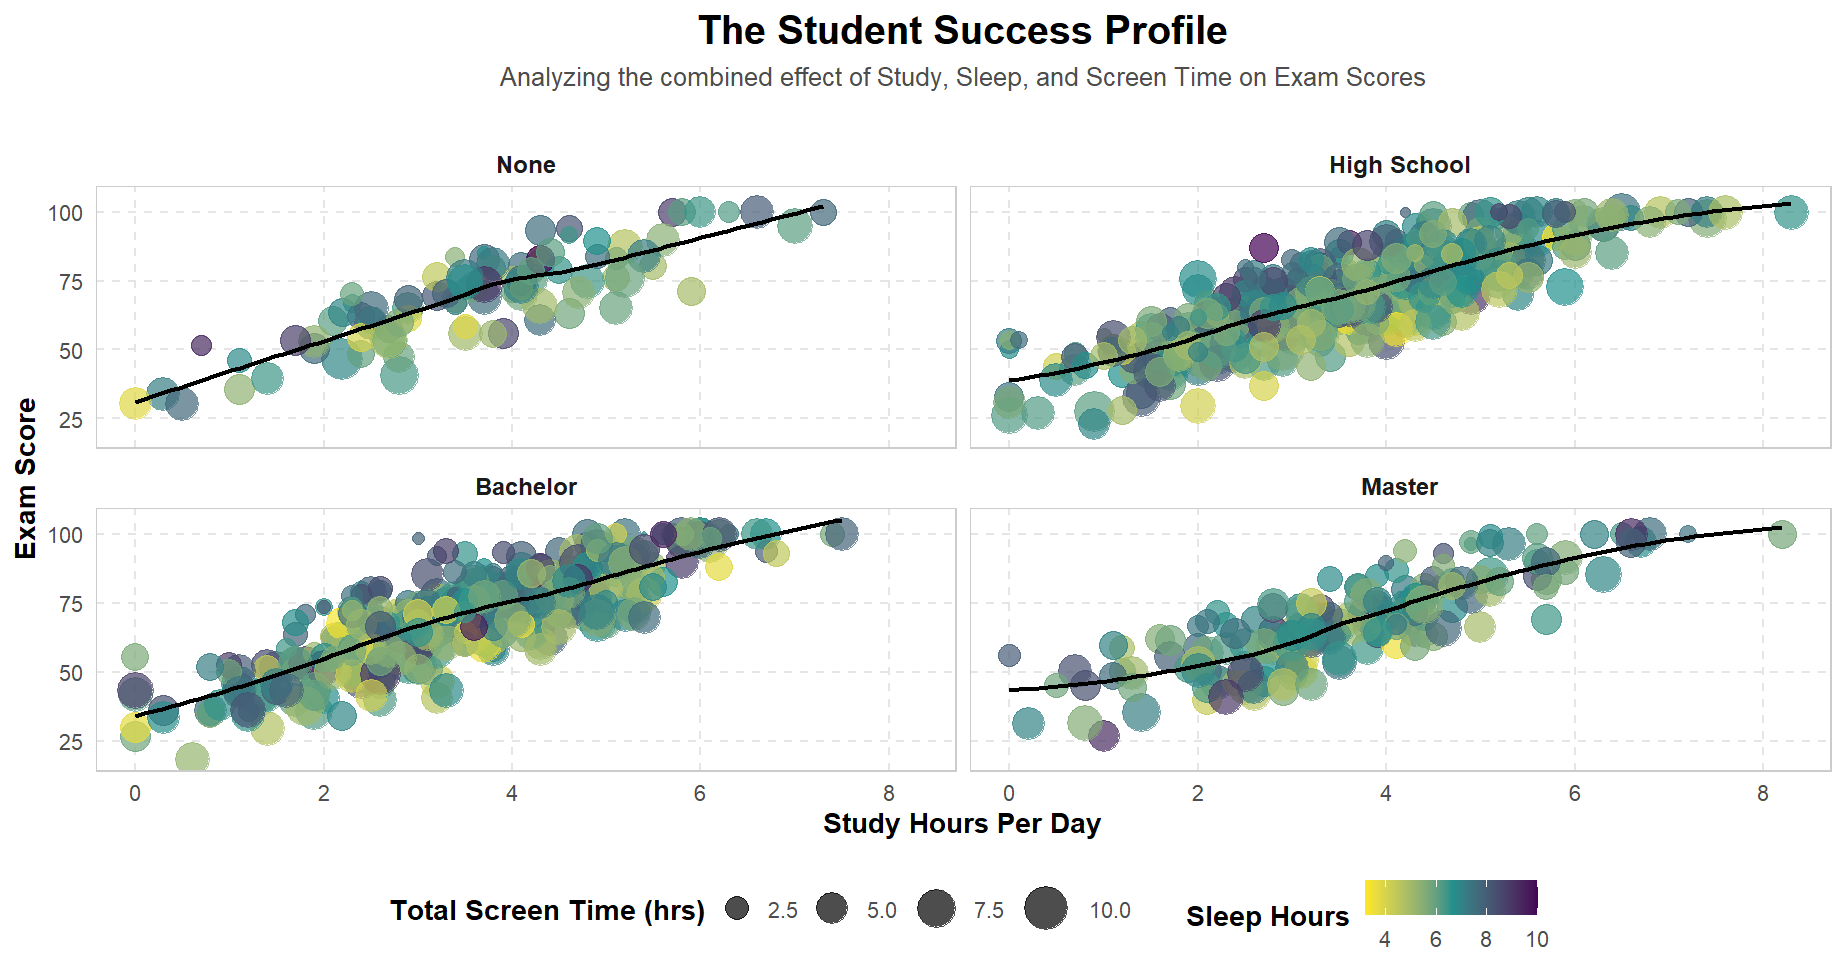 The Student Success Profile
Analyzing the combined effect of Study, Sleep, and Screen Time on Exam Scores
None
High School
100
75
50
25
Bachelor
Master
100
75
50
25
Exam Score
0 2 4 6 8 0 2 4 6 8
Study Hours Per Day
Total Screen Time (hrs) 2.5 5.0 7.5 10.0
Sleep Hours
4 6 8 10